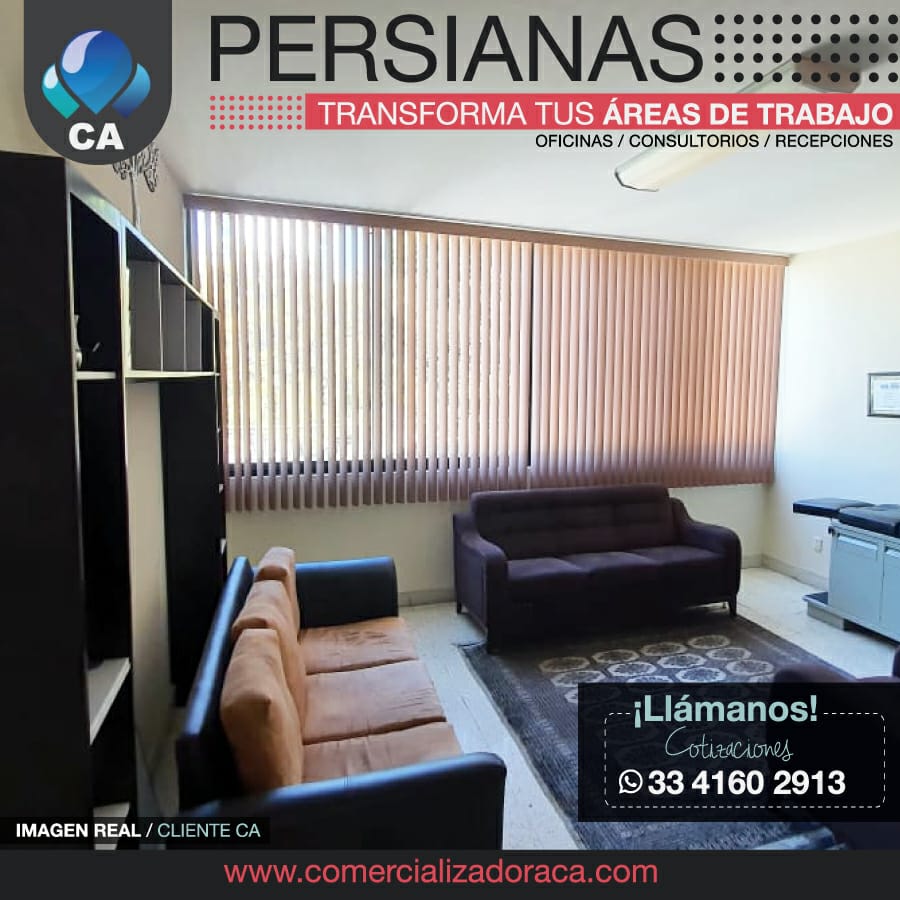 CA
PERSIANAS
TRANSFORMA TUS ÁREAS DE TRABAJO
OFICINAS / CONSULTORIOS / RECEPCIONES
¡Llámanos!
Cotizaciones
33 4160 2913
IMAGEN REAL / CLIENTE CA
www.comercializadoraca.com